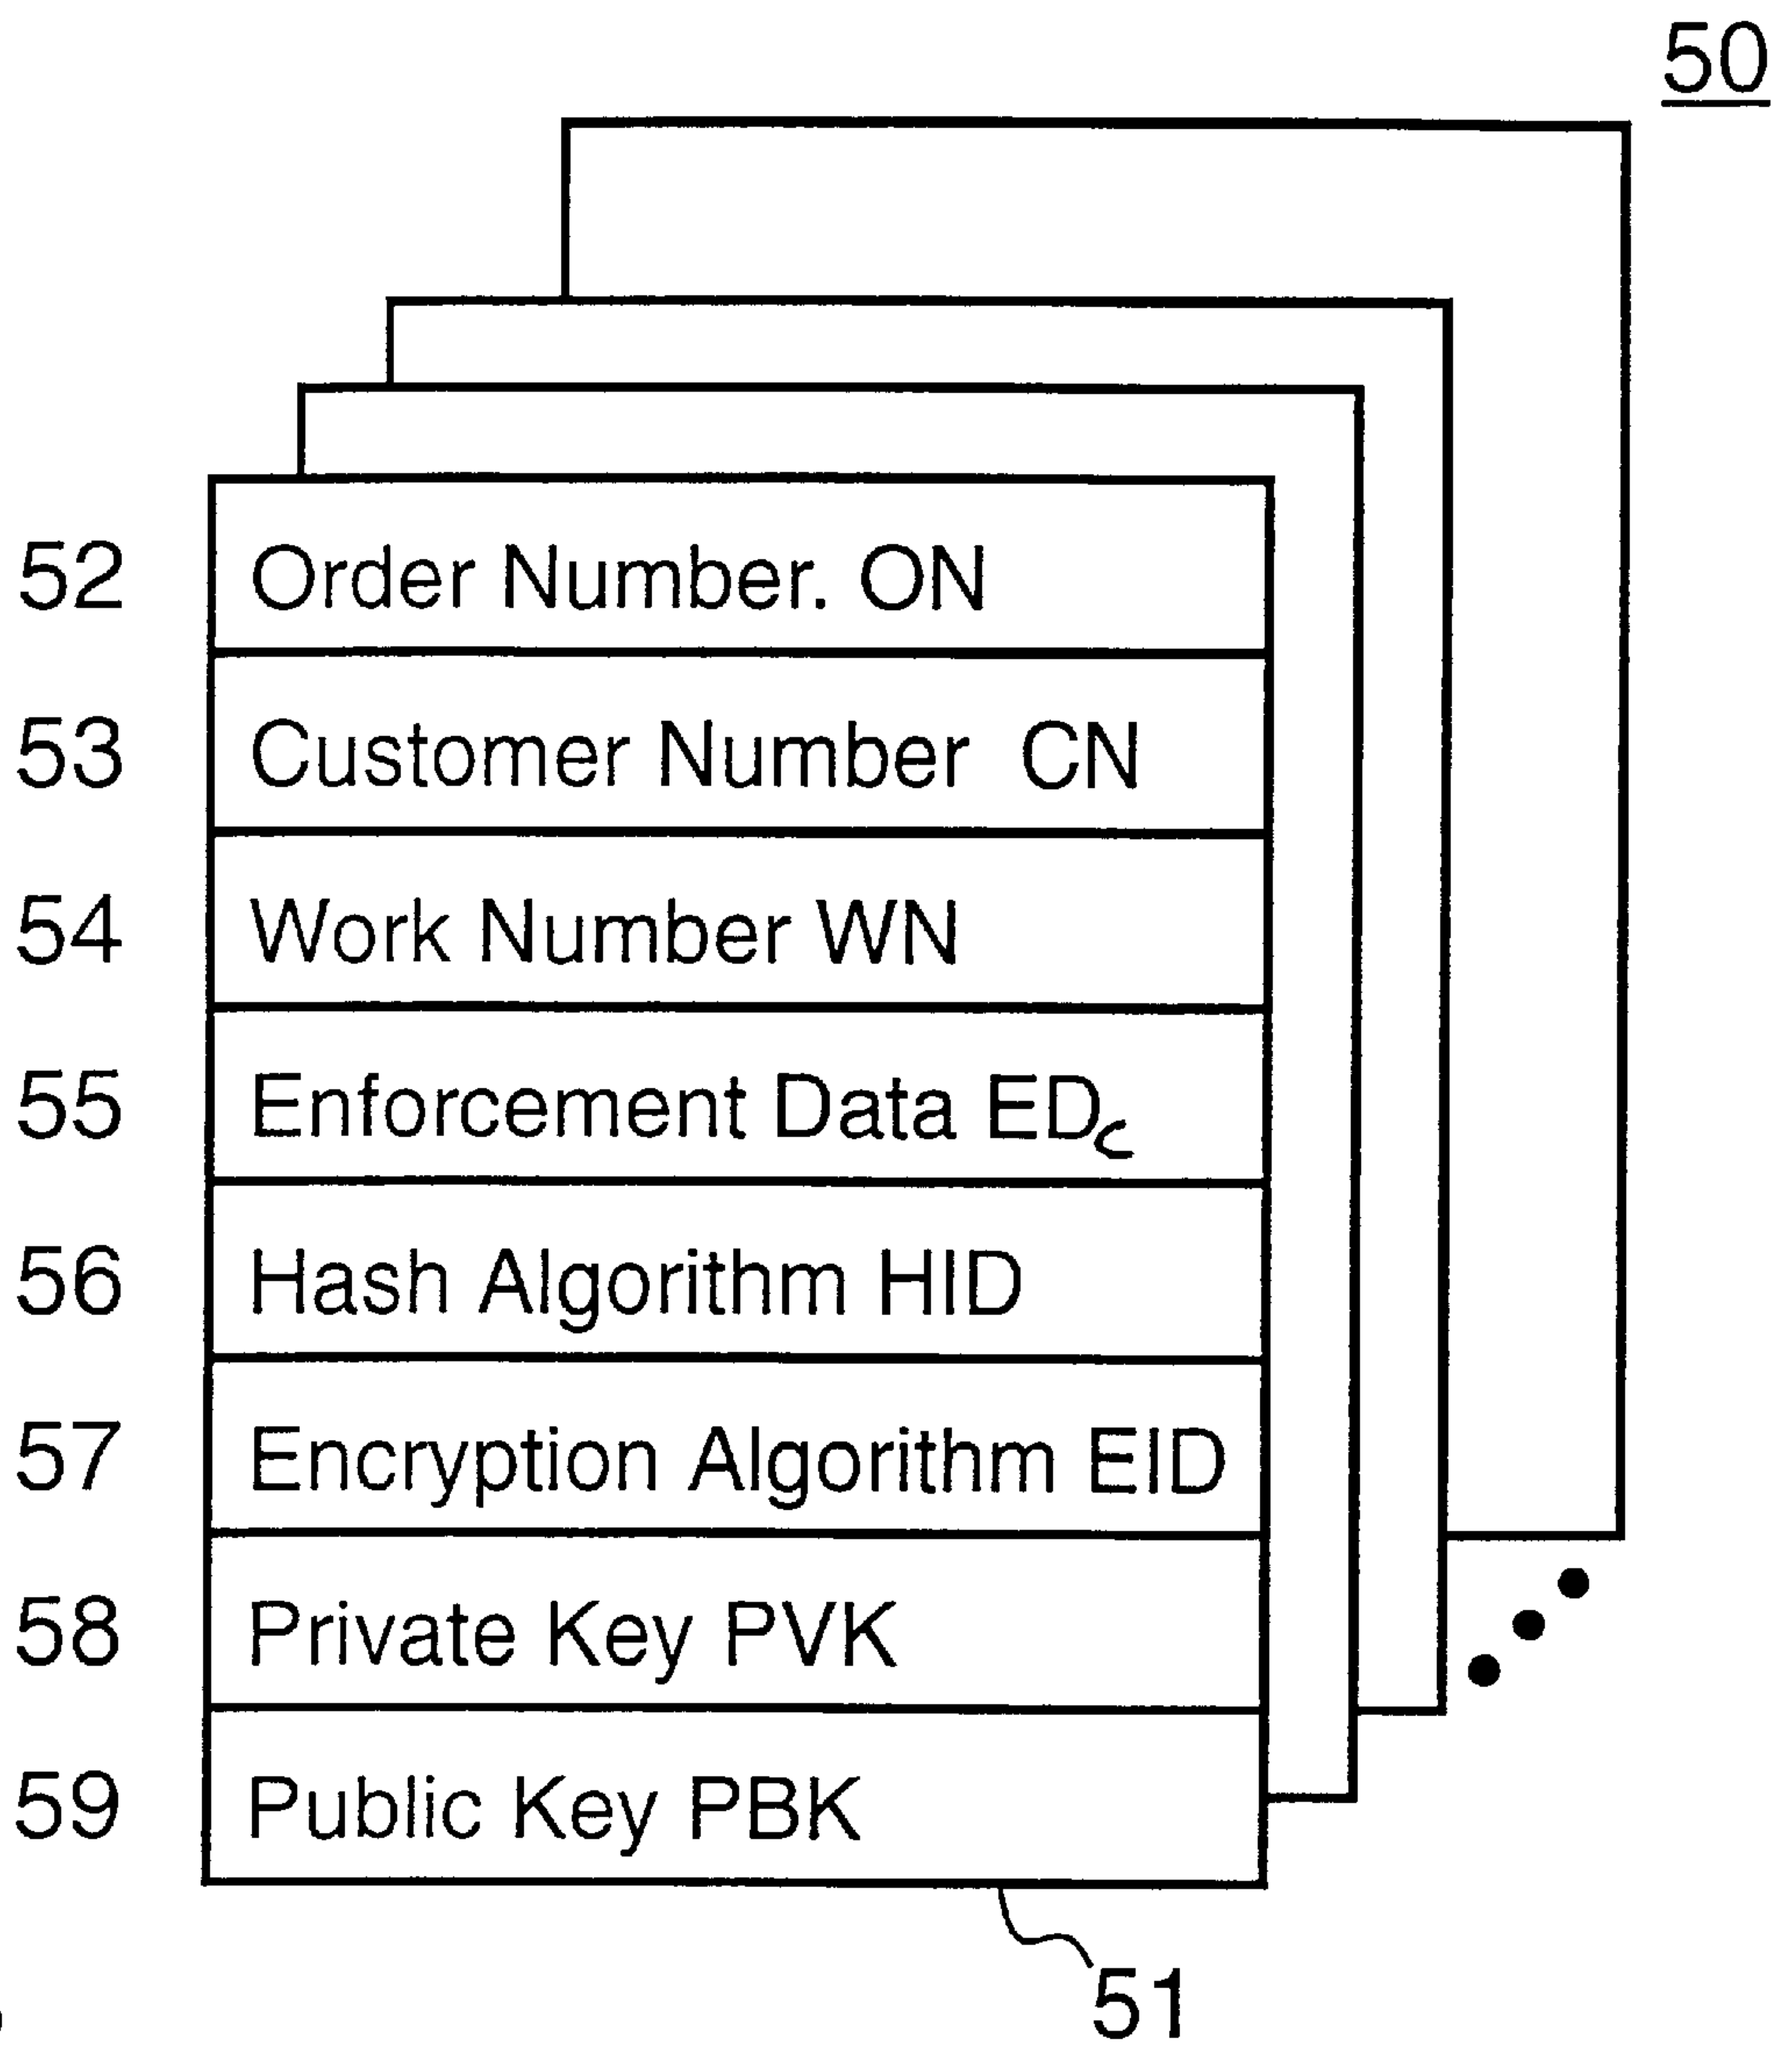 50
52 Order Number. ON
53 Customer Number CN
54 Work Number WN
55 Enforcement Data EDc
56 Hash Algorithm HID
57 Encryption Algorithm EID
58 Private Key PVK
59 Public Key PBK
51